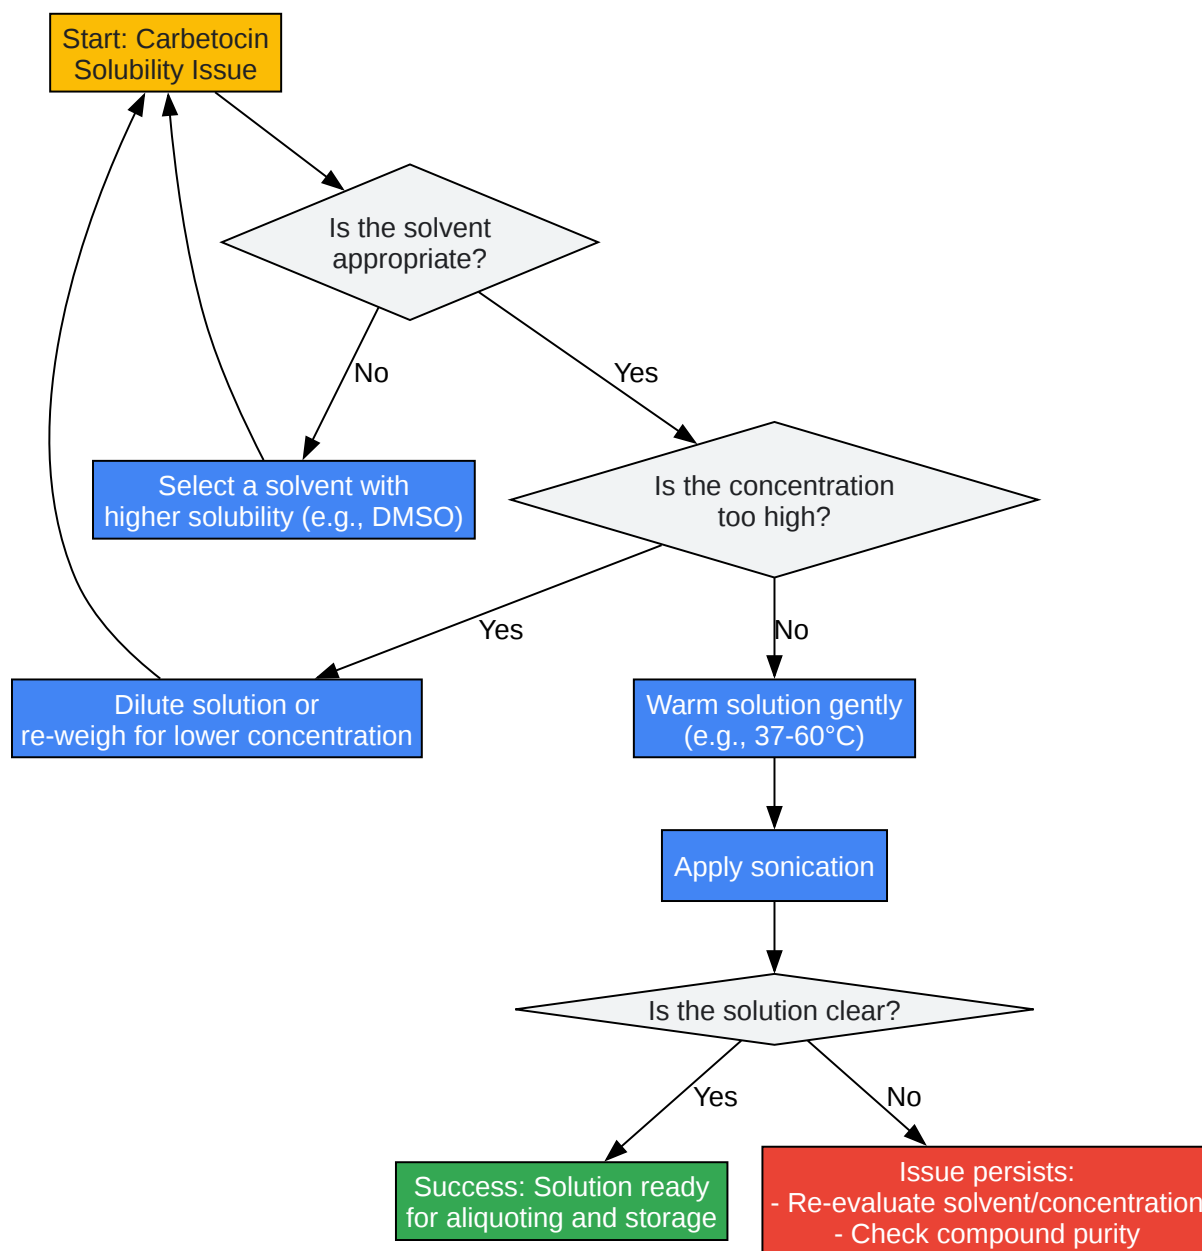 Start: Carbetocin
Solubility Issue
Is the solvent
appropriate?
No
Yes
Select a solvent with
higher solubility (e.g., DMSO)
Is the concentration
too high?
Yes
No
Dilute solution or
re-weigh for lower concentration
Warm solution gently
(e.g., 37-60°C)
Apply sonication
Is the solution clear?
Yes
No
Success: Solution ready
for aliquoting and storage
Issue persists:
- Re-evaluate solvent/concentration
- Check compound purity